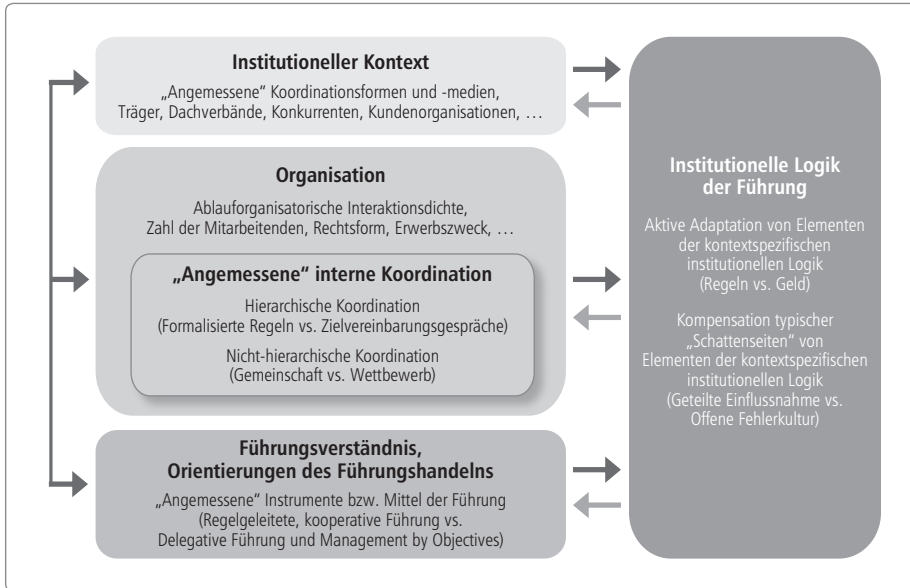 Institutioneller Kontext
„Angemessene“ Koordinationsformen und -medien,
Träger, Dachverbände, Konkurrenten, Kundenorganisationen, …
Organisation
Ablauforganisatorische Interaktionsdichte,
Zahl der Mitarbeitenden, Rechtsform, Erwerbszweck, …
„Angemessene“ interne Koordination
Hierarchische Koordination
(Formalisierte Regeln vs. Zielvereinbarungsgespräche)
Nicht-hierarchische Koordination
(Gemeinschaft vs. Wettbewerb)
Führungsverständnis,
Orientierungen des Führungshandelns
„Angemessene“ Instrumente bzw. Mittel der Führung
(Regelgeleitete, kooperative Führung vs.
Delegative Führung und Management by Objectives)
Institutionelle Logik
der Führung
Aktive Adaptation von Elementen
der kontextspezifischen
institutionellen Logik
(Regeln vs. Geld)
Kompensation typischer
„Schattenseiten“ von
Elementen der kontextspezifischen
institutionellen Logik
(Geteilte Einflussnahme vs.
Offene Fehlerkultur)